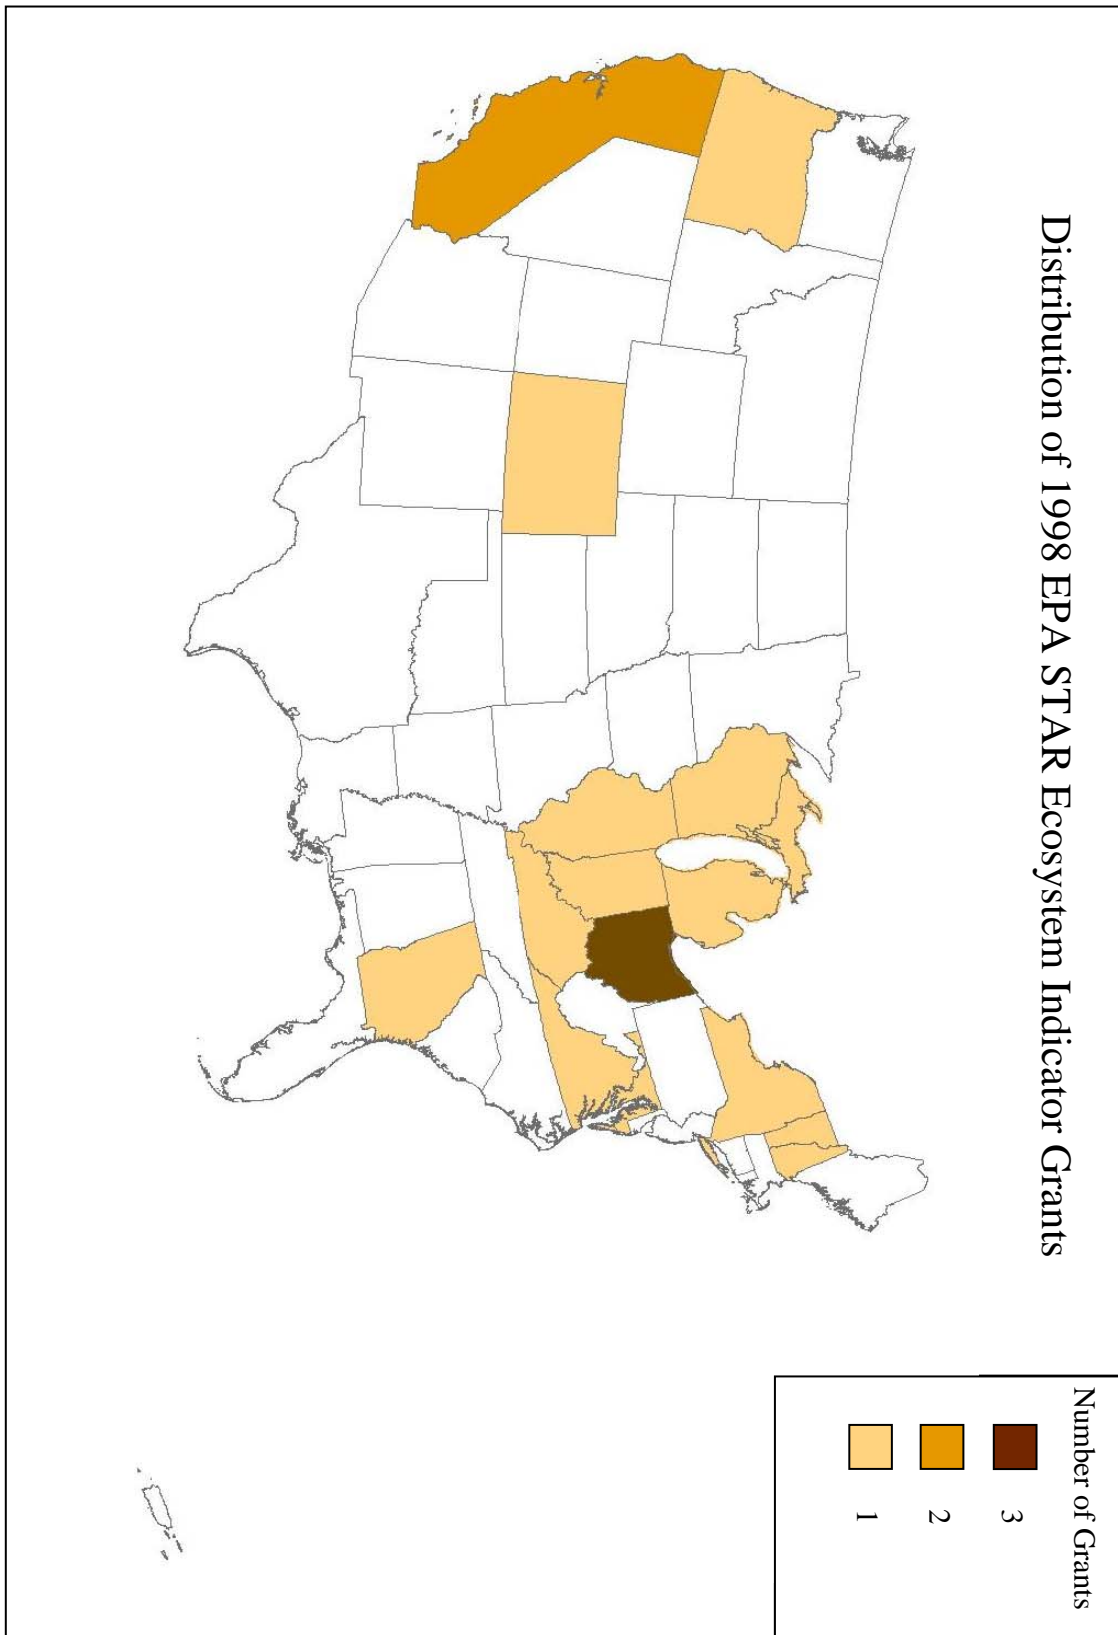 Distribution of 1998 EPA STAR Ecosystem Indicator Grants
Number of Grants
3
2
1